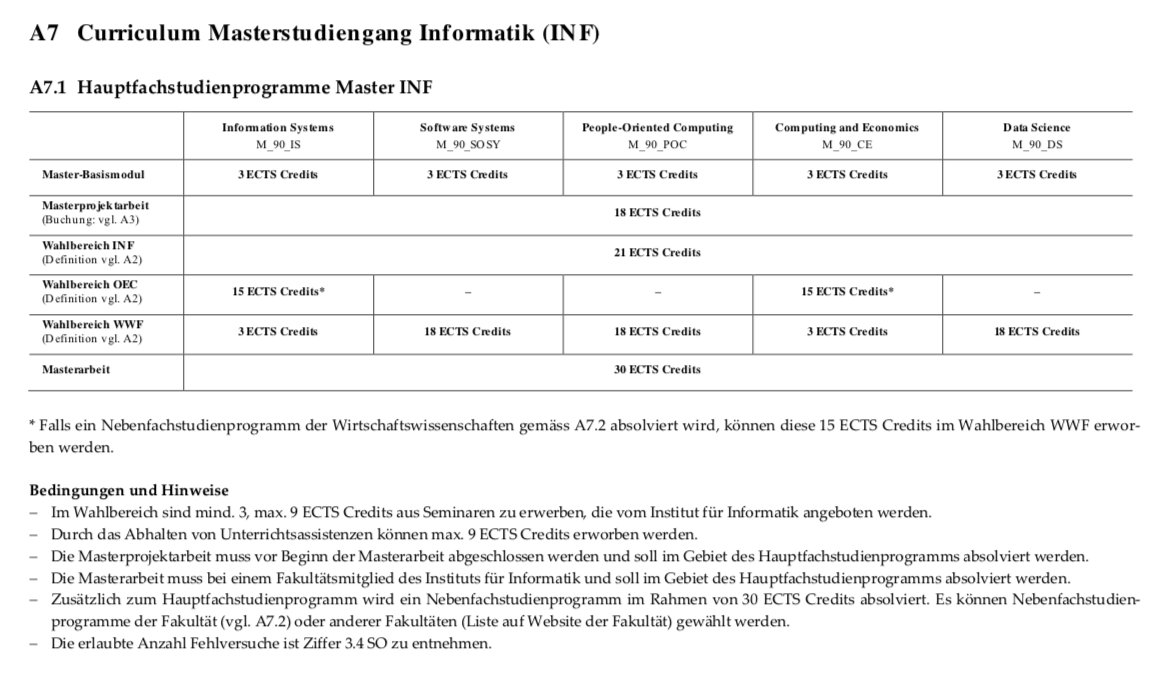 A7 Curriculum Masterstudiengang Informatik (INF)
A7.1 Hauptfachstudienprogramme Master INF
Information Systems Software Systems People-Oriented Computing Computing and Economics Data Science
M_90_IS M_90_SOSY M_90_POC M_90_CE M_90_DS
Master-Basismodul 3 ECTS Credits 3 ECTS Credits 3 ECTS Credits 3 ECTS Credits 3 ECTS Credits
Masterprojektarbeit
(Buchung: vgl. A3)
18 ECTS Credits
Wahlbereich INF
(Definition vgl. A2)
21 ECTS Credits
Wahlbereich OEC
(Definition vgl. A2)
15 ECTS Credits* – – 15 ECTS Credits* –
Wahlbereich WWF
(Definition vgl. A2)
3 ECTS Credits 18 ECTS Credits 18 ECTS Credits 3 ECTS Credits 18 ECTS Credits
Masterarbeit 30 ECTS Credits
* Falls ein Nebenfachstudienprogramm der Wirtschaftswissenschaften gemäss A7.2 absolviert wird, können diese 15 ECTS Credits im Wahlbereich WWF erwor-
ben werden.
Bedingungen und Hinweise
– Im Wahlbereich sind mind. 3, max. 9 ECTS Credits aus Seminaren zu erwerben, die vom Institut für Informatik angeboten werden.
– Durch das Abhalten von Unterrichtsassistenzen können max. 9 ECTS Credits erworben werden.
– Die Masterprojektarbeit muss vor Beginn der Masterarbeit abgeschlossen werden und soll im Gebiet des Hauptfachstudienprogramms absolviert werden.
– Die Masterarbeit muss bei einem Fakultätsmitglied des Instituts für Informatik und soll im Gebiet des Hauptfachstudienprogramms absolviert werden.
– Zusätzlich zum Hauptfachstudienprogramm wird ein Nebenfachstudienprogramm im Rahmen von 30 ECTS Credits absolviert. Es können Nebenfachstudien-
programme der Fakultät (vgl. A7.2) oder anderer Fakultäten (Liste auf Website der Fakultät) gewählt werden.
– Die erlaubte Anzahl Fehlversuche ist Ziffer 3.4 SO zu entnehmen.